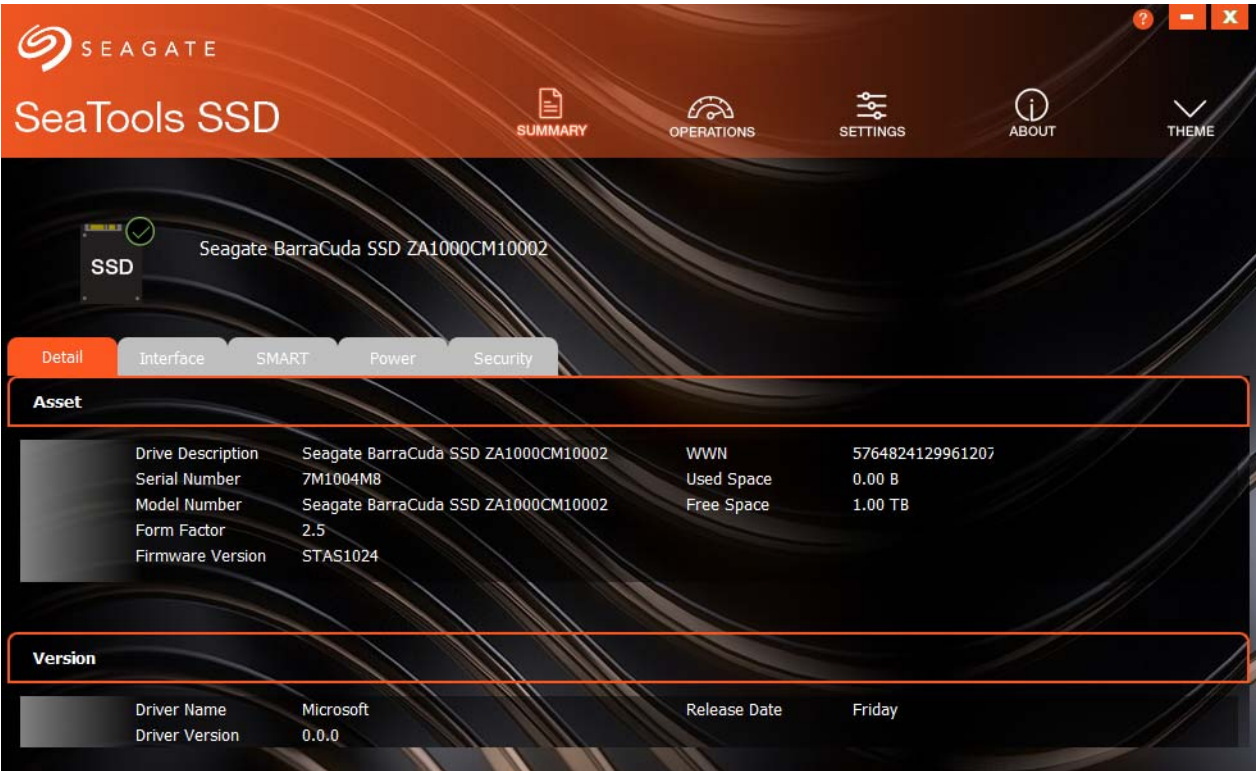 SEAGATE
? - X
SeaTools SSD
SUMMARY OPERATIONS SETTINGS ABOUT THEME
SSD Seagate BarraCuda SSD ZA1000CM10002
Detail Interface SMART Power Security
Asset
Drive Description Seagate BarraCuda SSD ZA1000CM10002 WWN 5764824129961207
Serial Number 7M1004M8 Used Space 0.00 B
Model Number Seagate BarraCuda SSD ZA1000CM10002 Free Space 1.00 TB
Form Factor 2.5
Firmware Version STAS1024
Version
Driver Name Microsoft Release Date Friday
Driver Version 0.0.0